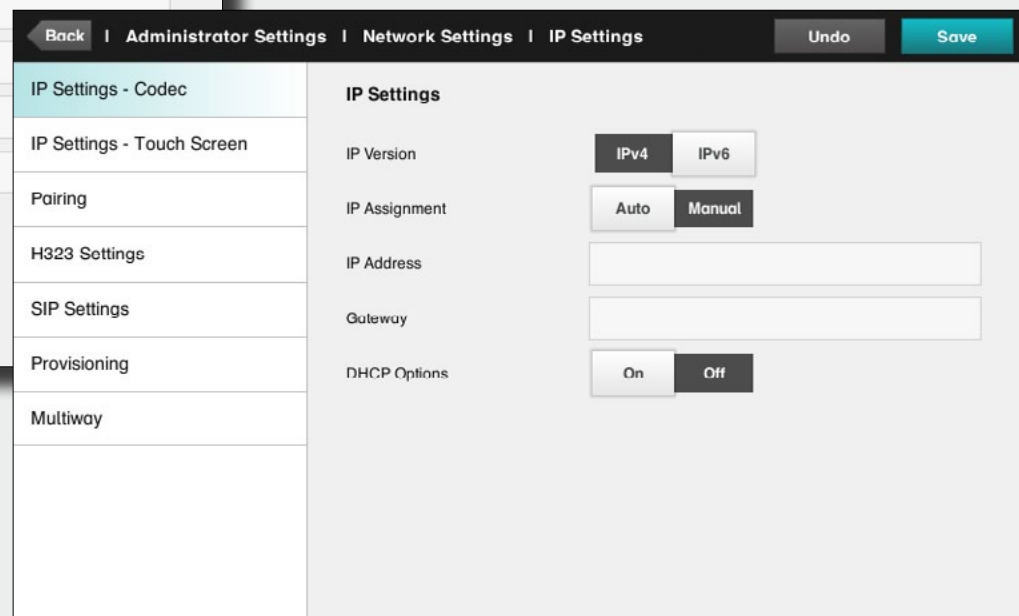 Back | Administrator Settings | Network Settings | IP Settings Undo Save
IP Settings - Codec
IP Settings - Touch Screen
Pairing
H323 Settings
SIP Settings
Provisioning
Multiway
IP Settings
IP Version IPv4 IPv6
IP Assignment Auto Manual
IP Address
Gateway
DHCP Options On Off